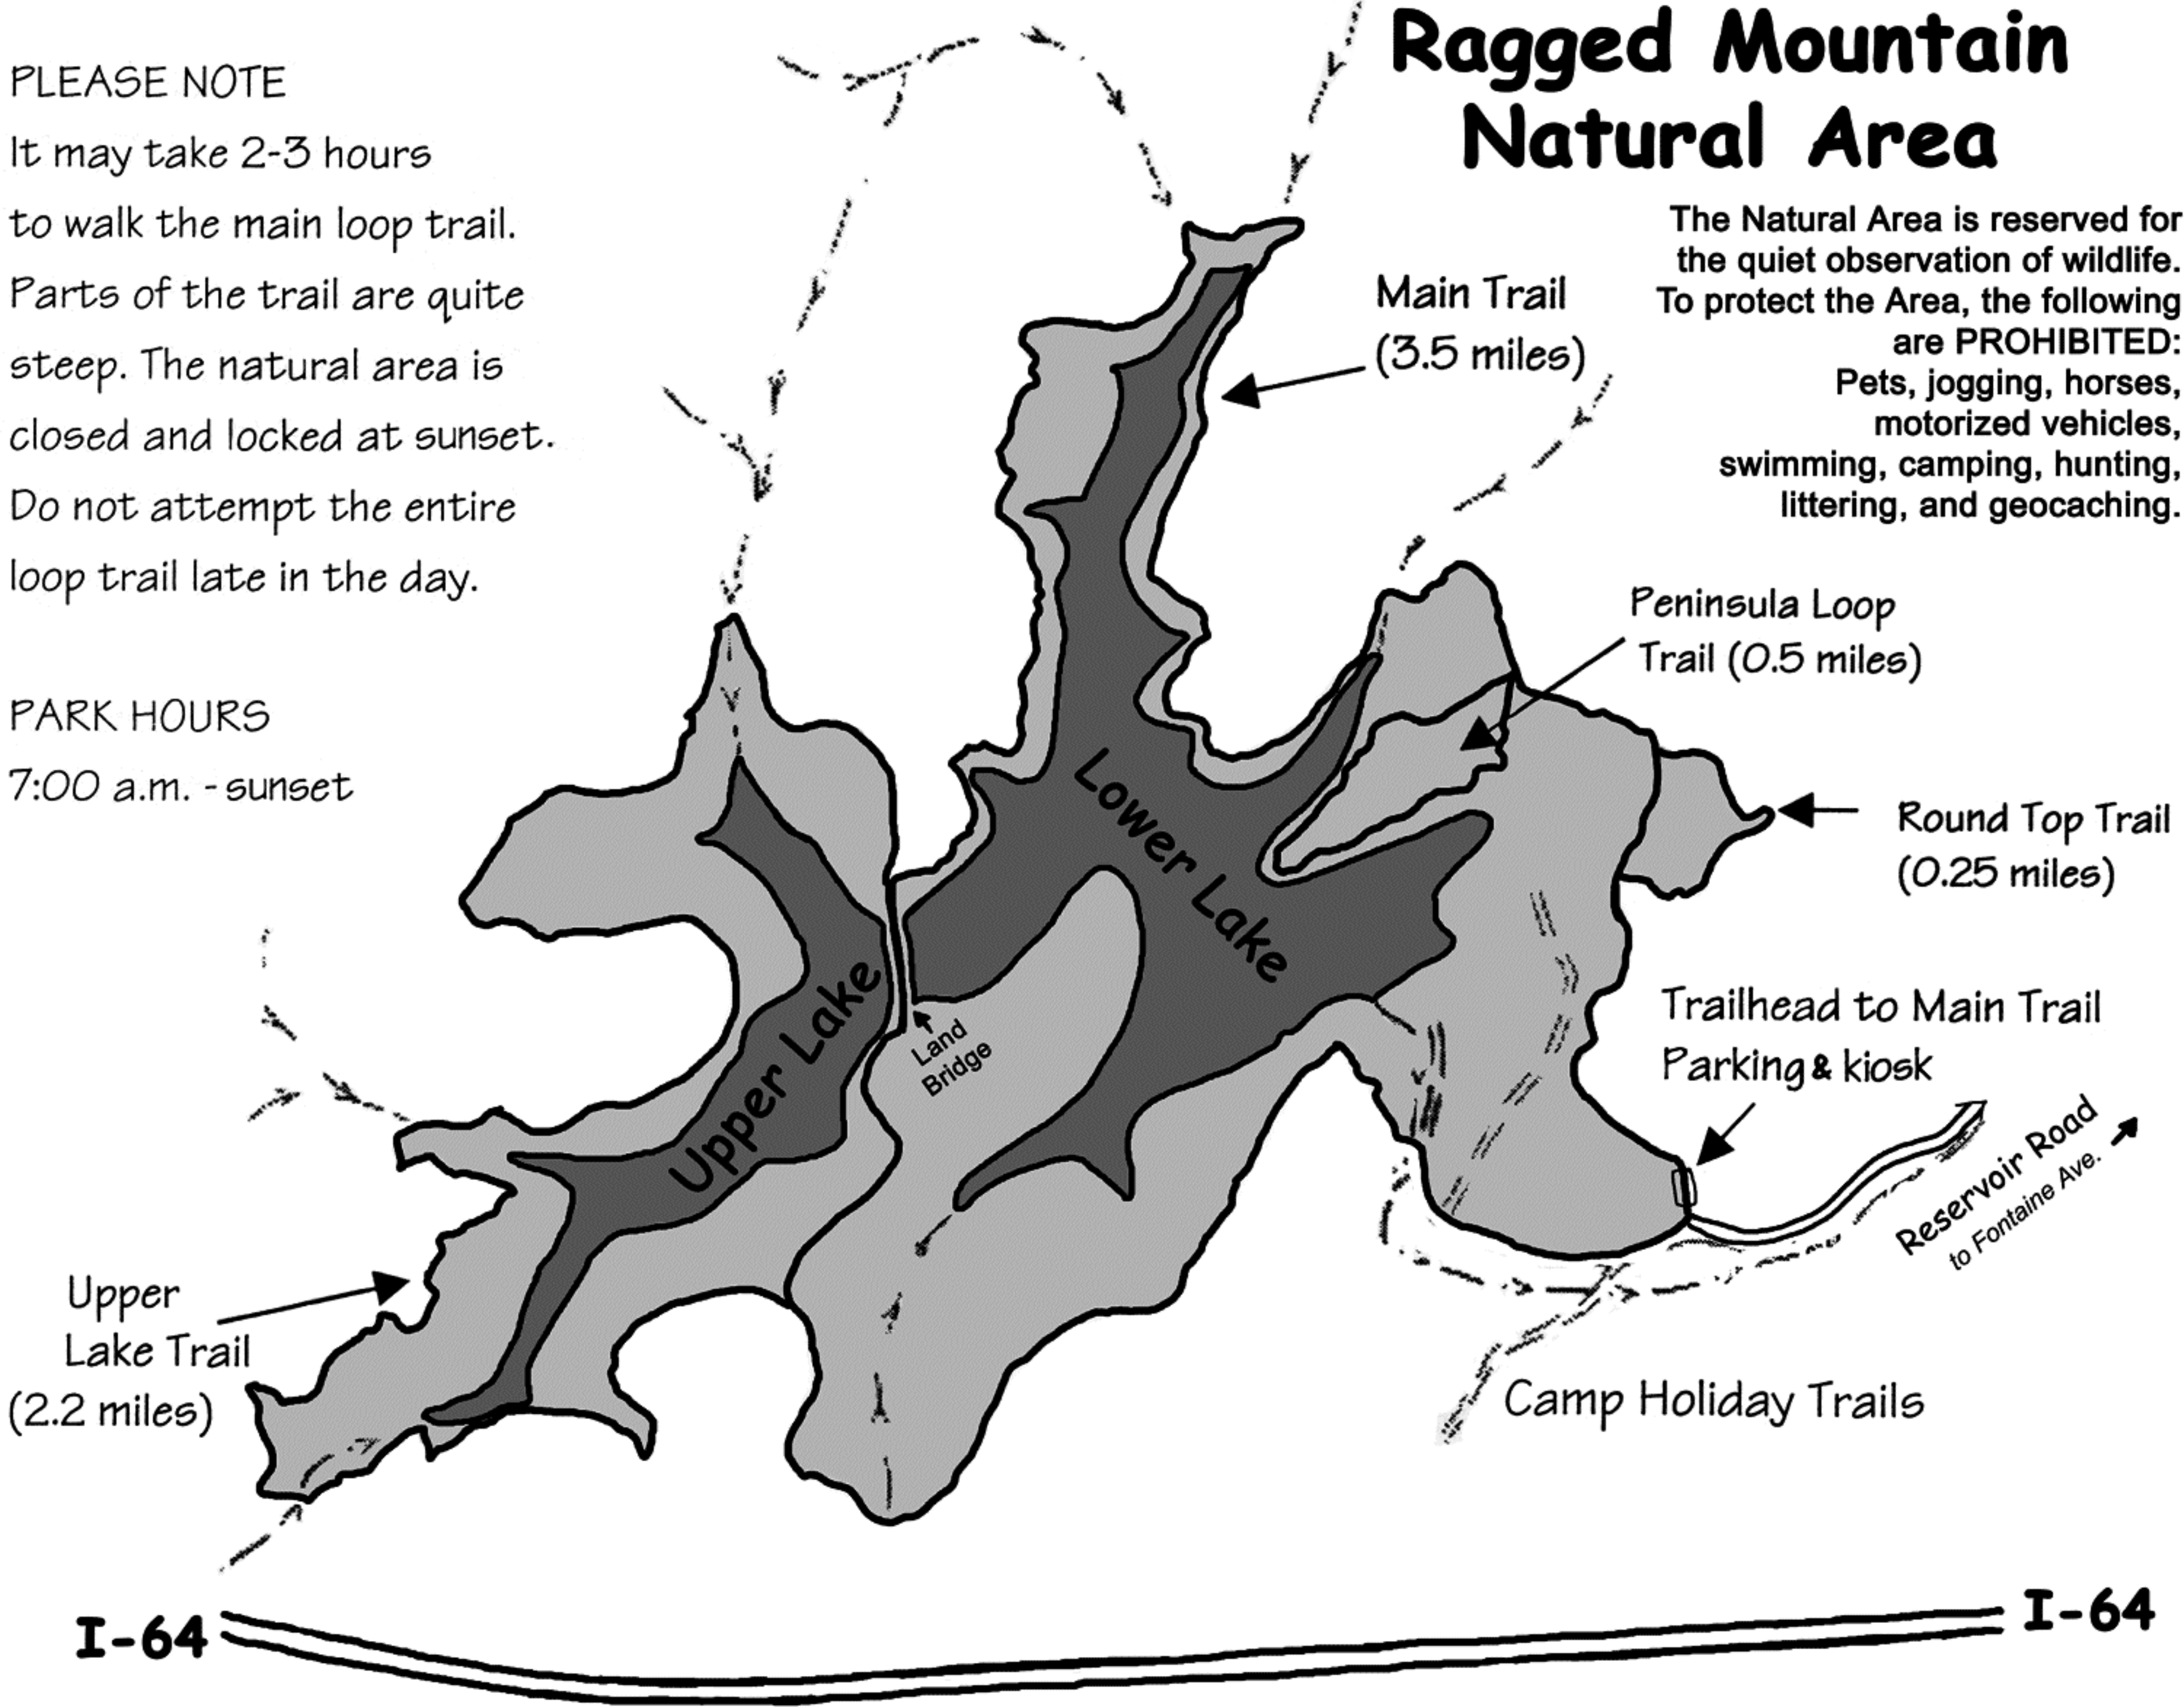 Ragged Mountain
Natural Area
PLEASE NOTE
It may take 2-3 hours
to walk the main loop trail.
Parts of the trail are quite
steep. The natural area is
closed and locked at sunset.
Do not attempt the entire
loop trail late in the day.
PARK HOURS
7:00 a.m. - sunset
The Natural Area is reserved for
the quiet observation of wildlife.
To protect the Area, the following
are PROHIBITED:
Pets, jogging, horses,
motorized vehicles,
swimming, camping, hunting,
littering, and geocaching.
Main Trail
(3.5 miles)
Peninsula Loop
Trail (0.5 miles)
Round Top Trail
(0.25 miles)
Lower Lake
Upper Lake
Land
Bridge
Trailhead to Main Trail
Parking & kiosk
Reservoir Road
to Fontaine Ave.
Upper
Lake Trail
(2.2 miles)
Camp Holiday Trails
I-64
I-64